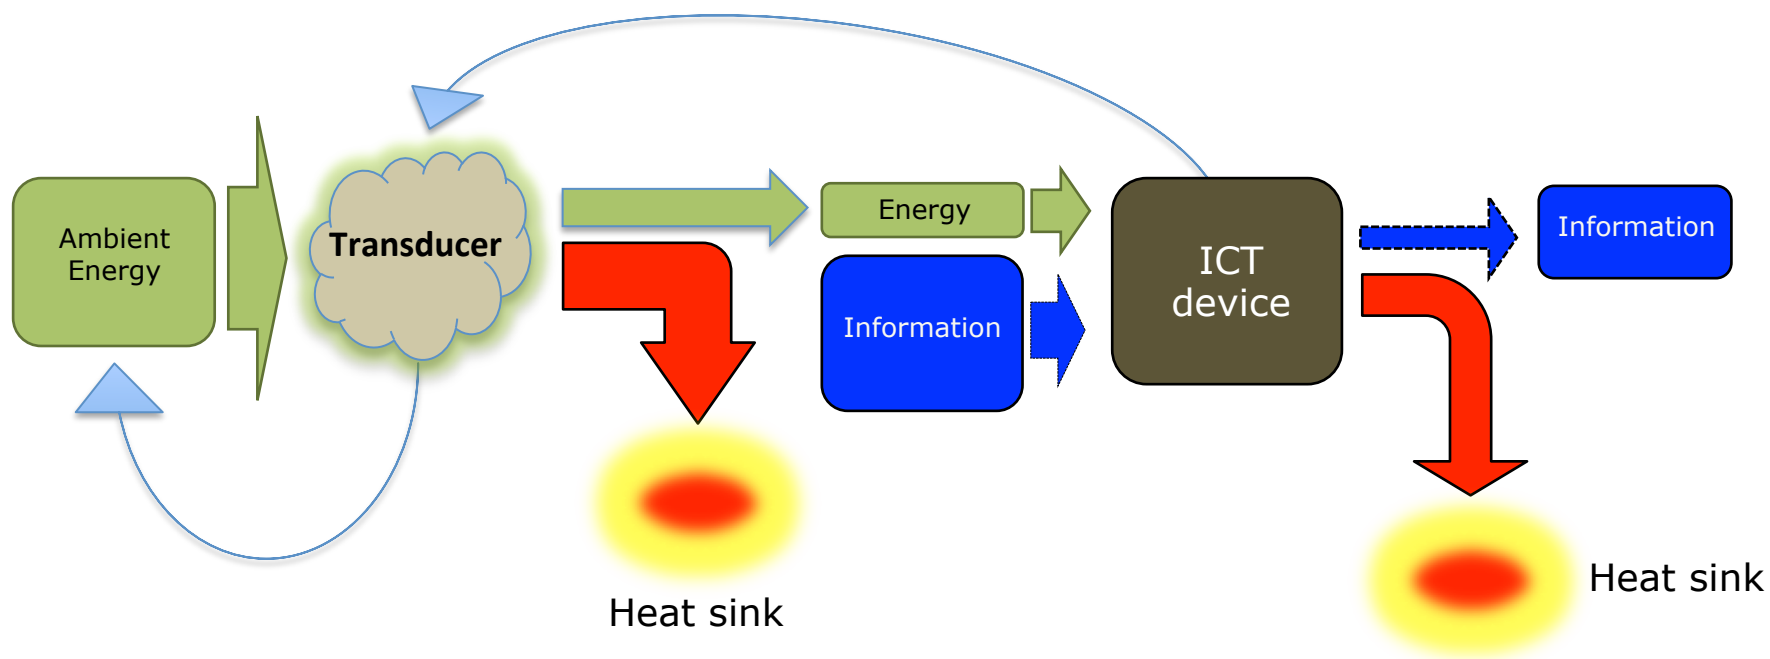 Ambient
Energy
Transducer
Energy
Information
ICT
device
Information
Heat sink
Heat sink